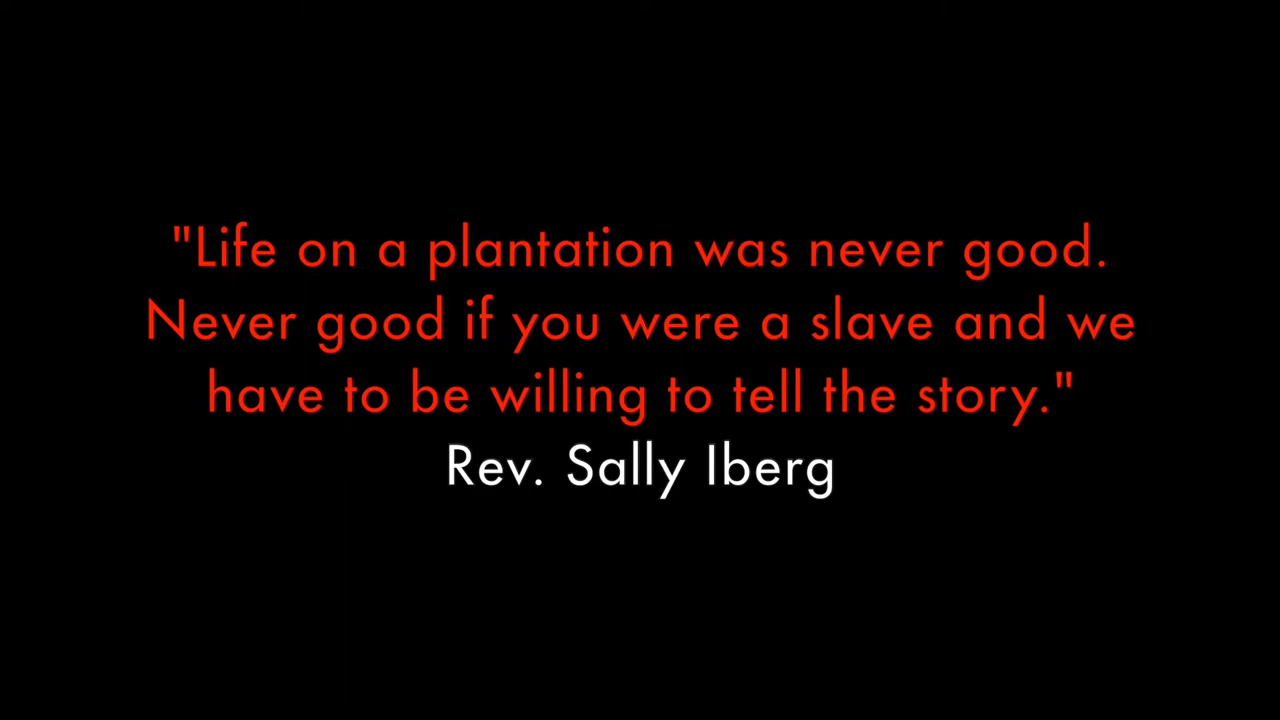 "Life on a plantation was never good.
Never good if you were a slave and we
have to be willing to tell the story."
Rev. Sally Iberg